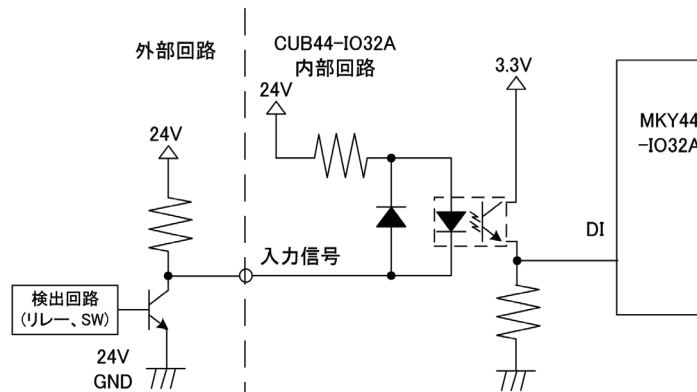 外部回路
CUB44-IO32A
内部回路
24V
3.3V
24V
MKY44
-IO32A
DI
入力信号
検出回路
(リレー、SW)
24V
GND